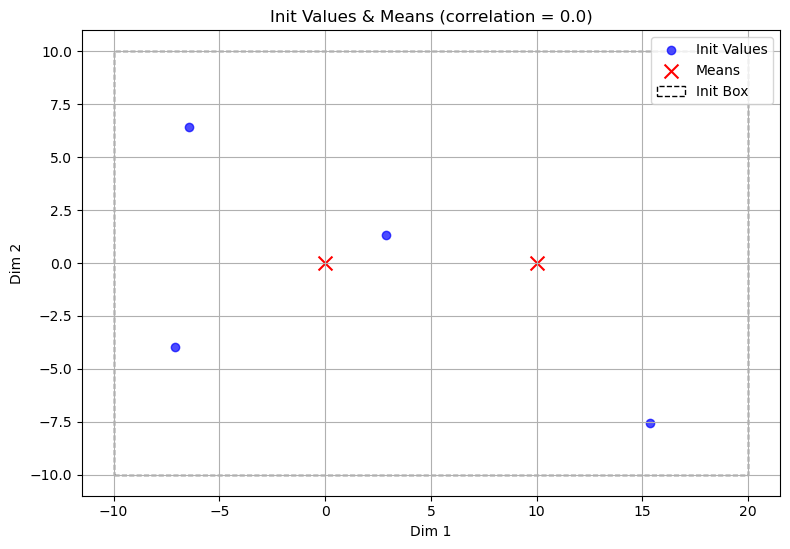 Init Values & Means (correlation = 0.0)
Init Values
Means
Init Box
Dim 2
10.0
7.5
5.0
2.5
0.0
−2.5
−5.0
−7.5
−10.0
−10
−5
0
5
10
15
20
Dim 1